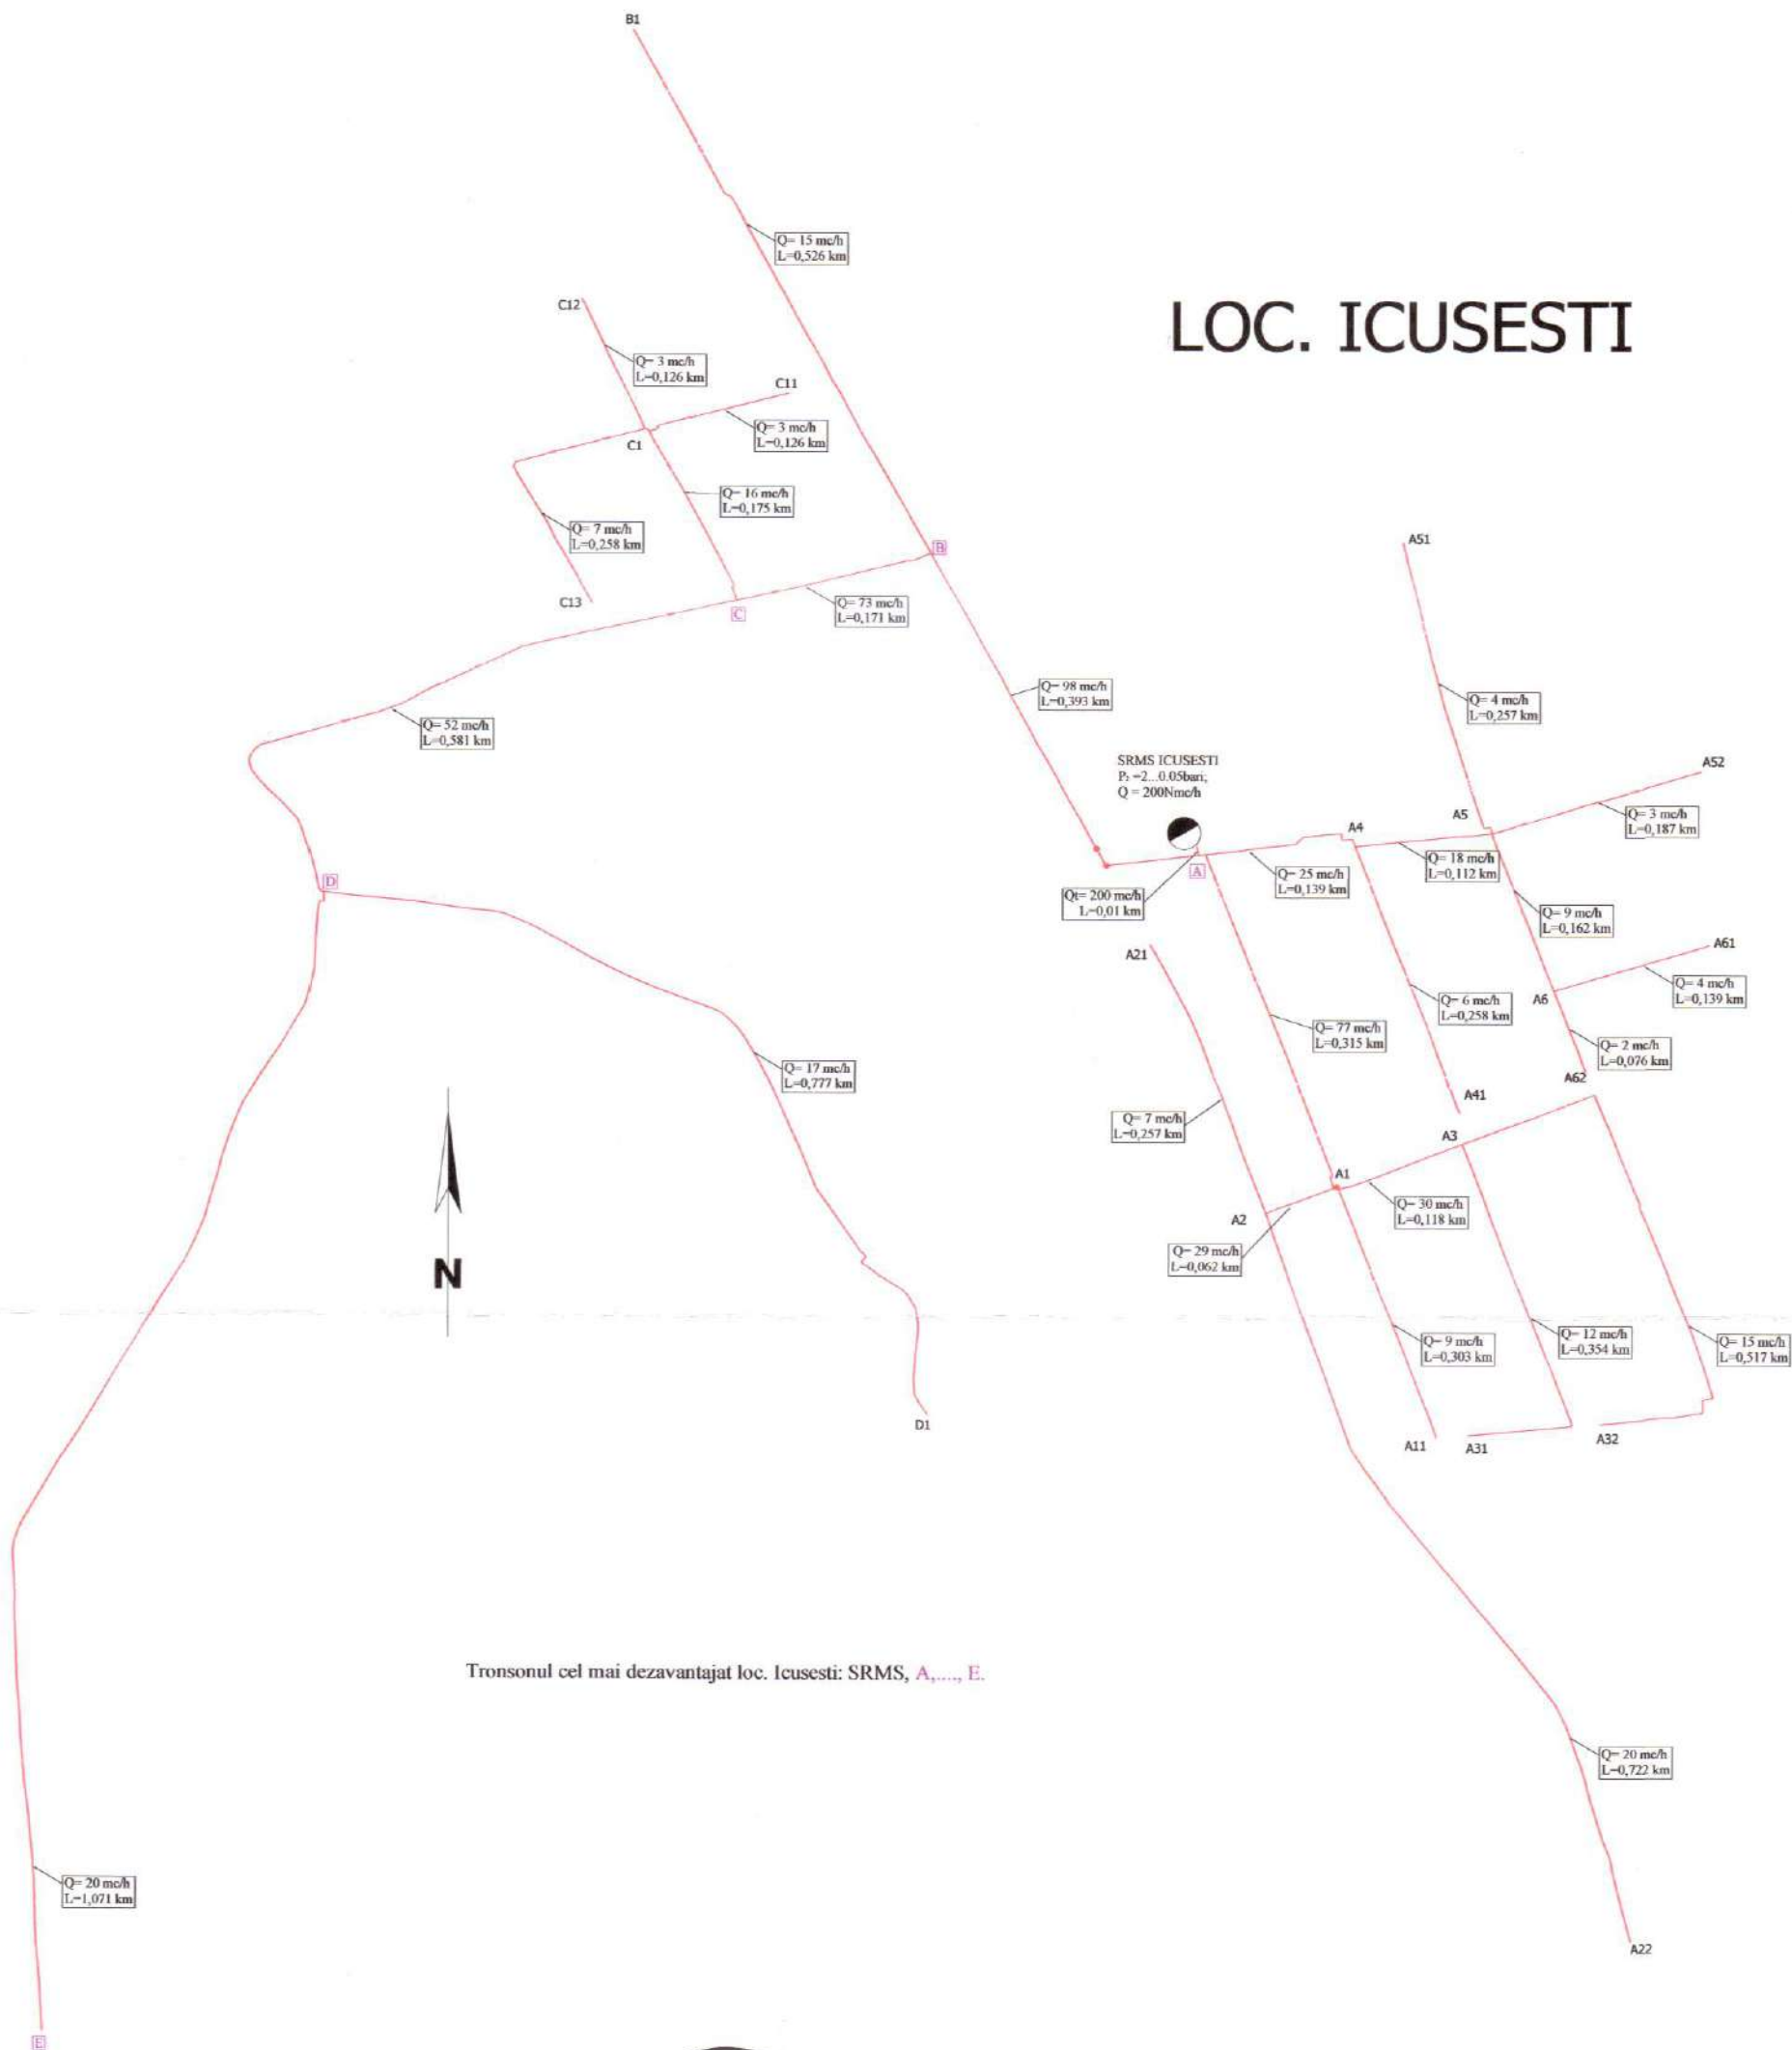 B1
Q= 15 mc/h
L=0,526 km
LOC. ICUSESTI
C12
Q= 3 mc/h
L=0,126 km
C11
Q= 3 mc/h
L=0,126 km
C1
Q= 16 mc/h
L=0,175 km
Q= 7 mc/h
L=0,258 km
C13
B
A51
C
Q= 73 mc/h
L=0,171 km
Q= 98 mc/h
L=0,393 km
Q= 4 mc/h
L=0,257 km
Q= 52 mc/h
L=0,581 km
SRMS ICUSESTI
P₂ =2...0.05bari;
Q = 200Nmc/h
A52
A5
Q= 3 mc/h
L=0,187 km
A4
Q= 18 mc/h
L=0,112 km
A
Q= 25 mc/h
L=0,139 km
D
Qt= 200 mc/h
L=0,01 km
Q= 9 mc/h
L=0,162 km
A21
A61
A6
Q= 4 mc/h
L=0,139 km
Q= 6 mc/h
L=0,258 km
Q= 77 mc/h
L=0,315 km
Q= 2 mc/h
L=0,076 km
Q= 17 mc/h
L=0,777 km
A62
A41
Q= 7 mc/h
L=0,257 km
A3
A1
Q= 30 mc/h
L=0,118 km
A2
Q= 29 mc/h
L=0,062 km
N
Q= 9 mc/h
L=0,303 km
Q= 12 mc/h
L=0,354 km
Q= 15 mc/h
L=0,517 km
D1
A11
A31
A32
Tronsonul cel mai dezavantajat loc. Icusesti: SRMS, A,...., E.
Q= 20 mc/h
L=0,722 km
Q= 20 mc/h
L=1,071 km
A22
E